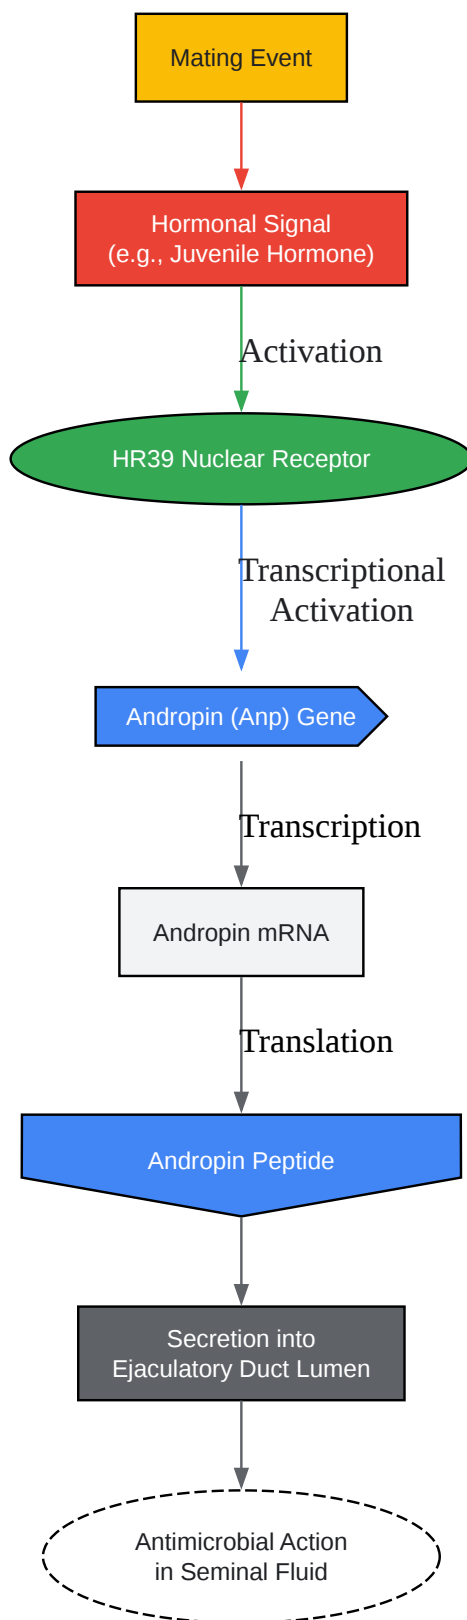 Mating Event
Hormonal Signal
(e.g., Juvenile Hormone)
Activation
HR39 Nuclear Receptor
Transcriptional
Activation
Andropin (Anp) Gene
Transcription
Andropin mRNA
Translation
Andropin Peptide
Secretion into
Ejaculatory Duct Lumen
Antimicrobial Action
in Seminal Fluid